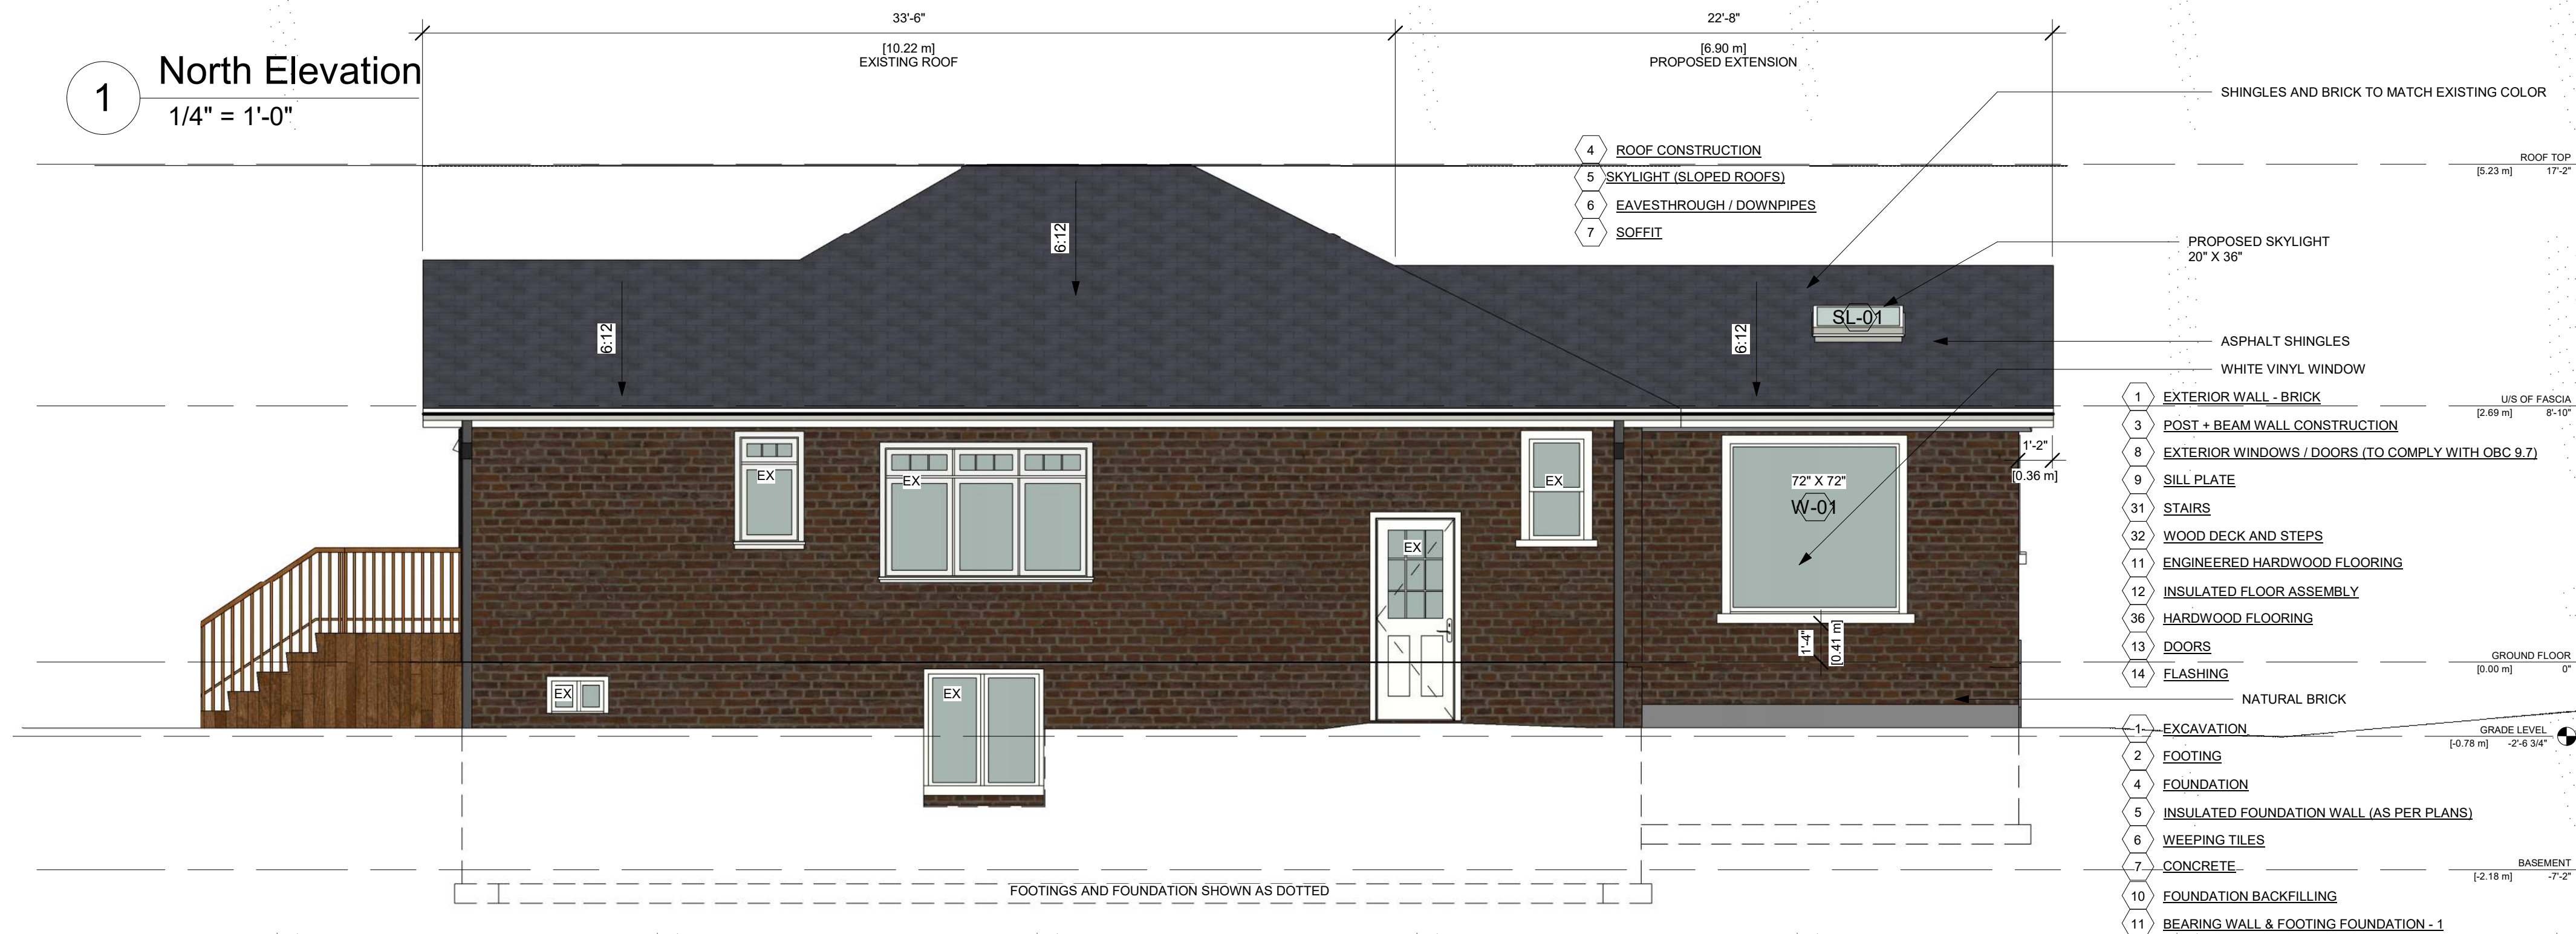 33'-6"
22'-8"
[10.22 m]
EXISTING ROOF
[6.90 m]
PROPOSED EXTENSION
1
North Elevation
1/4" = 1'-0"
SHINGLES AND BRICK TO MATCH EXISTING COLOR
4 ROOF CONSTRUCTION
5 SKYLIGHT (SLOPED ROOFS)
6 EAVESTHROUGH / DOWNPIPES
7 SOFFIT
ROOF TOP
[5.23 m] 17'-2"
PROPOSED SKYLIGHT
20" X 36"
6:12
6:12
6:12
SL-01
ASPHALT SHINGLES
WHITE VINYL WINDOW
1 EXTERIOR WALL - BRICK
3 POST + BEAM WALL CONSTRUCTION
8 EXTERIOR WINDOWS / DOORS (TO COMPLY WITH OBC 9.7)
9 SILL PLATE
31 STAIRS
32 WOOD DECK AND STEPS
11 ENGINEERED HARDWOOD FLOORING
12 INSULATED FLOOR ASSEMBLY
36 HARDWOOD FLOORING
13 DOORS
14 FLASHING
U/S OF FASCIA
[2.69 m] 8'-10"
1'-2"
[0.36 m]
EX
EX
EX
EX
72" X 72"
W-01
1'-4"
[0.41 m]
EX
EX
GROUND FLOOR
[0.00 m] 0"
NATURAL BRICK
1 EXCAVATION
2 FOOTING
4 FOUNDATION
5 INSULATED FOUNDATION WALL (AS PER PLANS)
6 WEEPING TILES
7 CONCRETE
10 FOUNDATION BACKFILLING
11 BEARING WALL & FOOTING FOUNDATION - 1
GRADE LEVEL
[-0.78 m] -2'-6 3/4"
BASEMENT
[-2.18 m] -7'-2"
FOOTINGS AND FOUNDATION SHOWN AS DOTTED